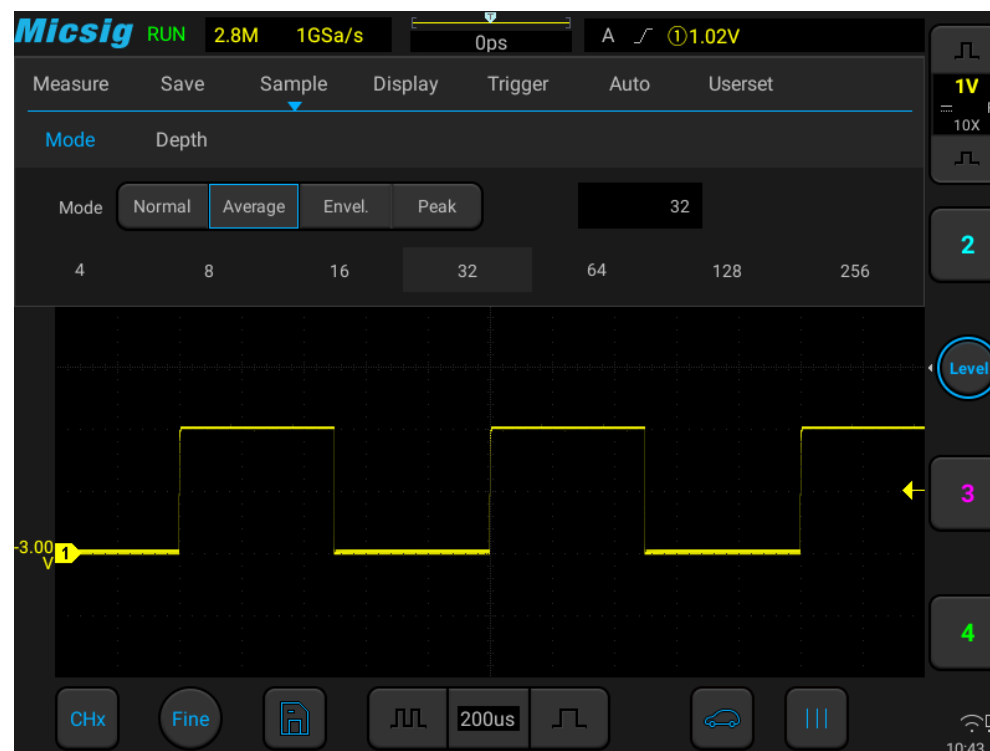 Micsig RUN 2.8M 1GSa/s T 0ps A ①1.02V
Measure Save Sample Display Trigger Auto Userset
1V
10X
Mode Depth
Mode Normal Average Envel. Peak 32
4 8 16 32 64 128 256
2
Level
3
-3.00
V
1
4
CHx Fine 200us
10:43